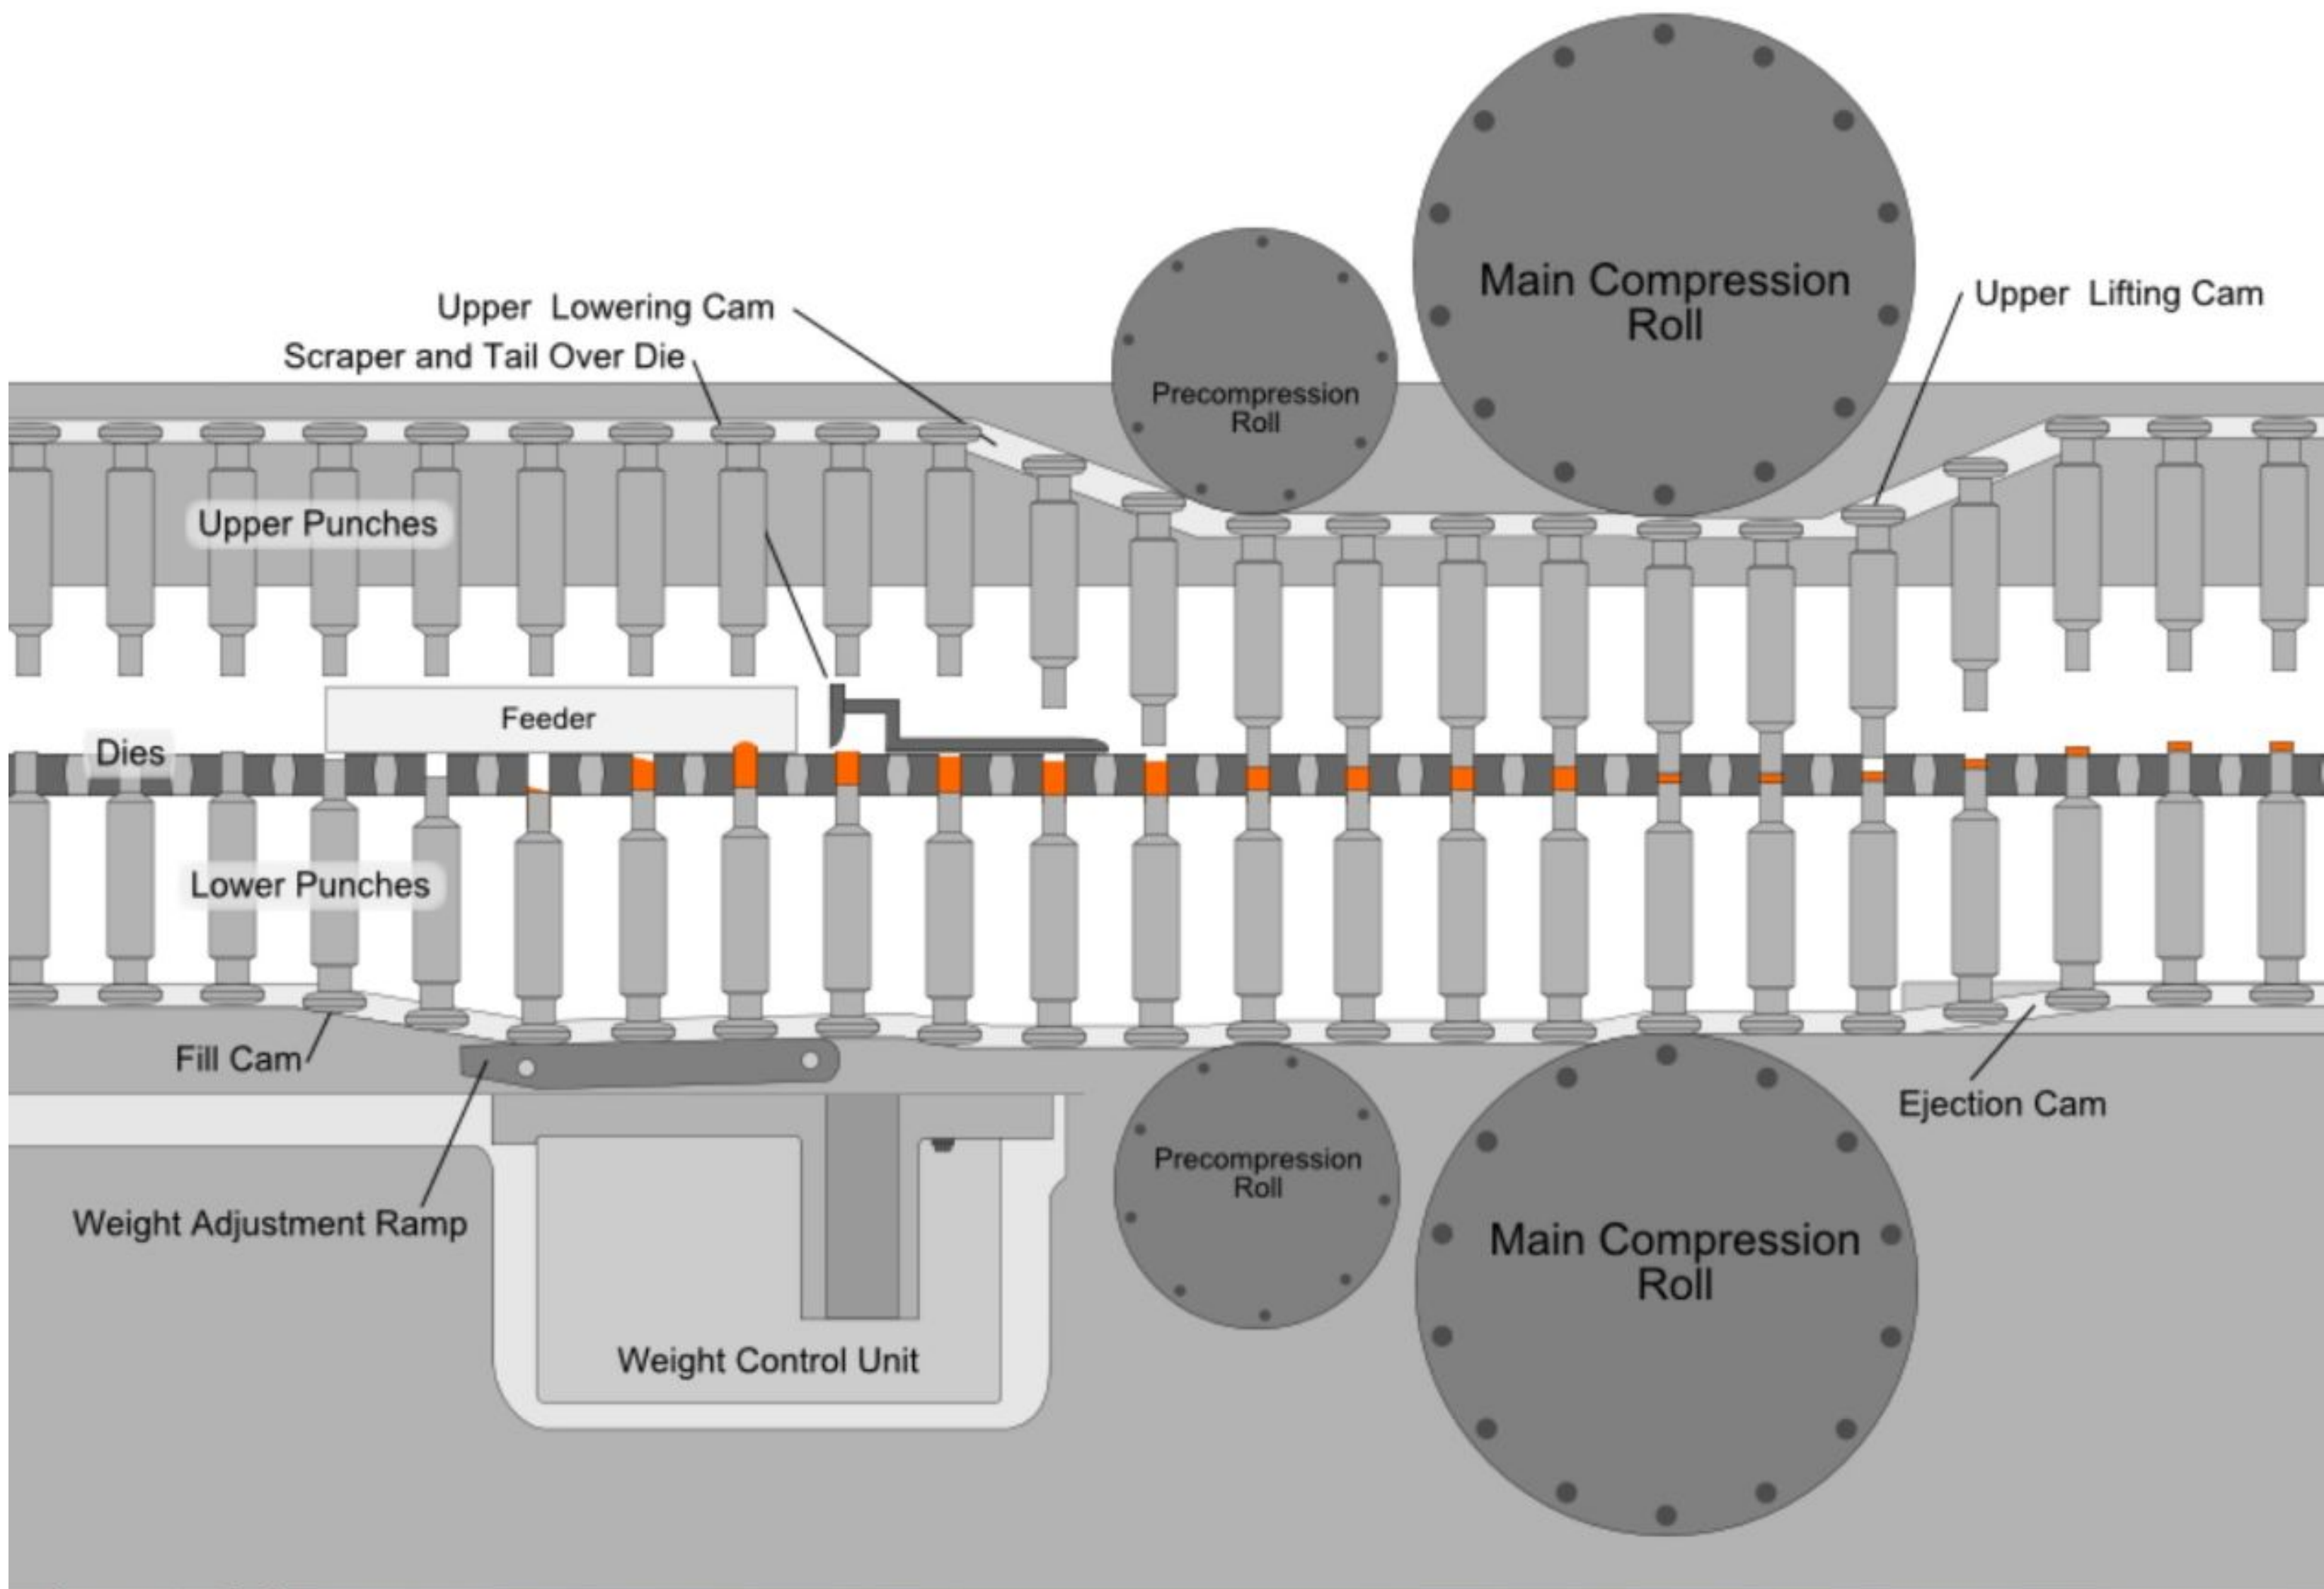 Main Compression
Roll
Upper Lifting Cam
Upper Lowering Cam
Scraper and Tail Over Die
Precompression
Roll
Upper Punches
Feeder
Dies
Lower Punches
Fill Cam
Ejection Cam
Precompression
Roll
Weight Adjustment Ramp
Main Compression
Roll
Weight Control Unit